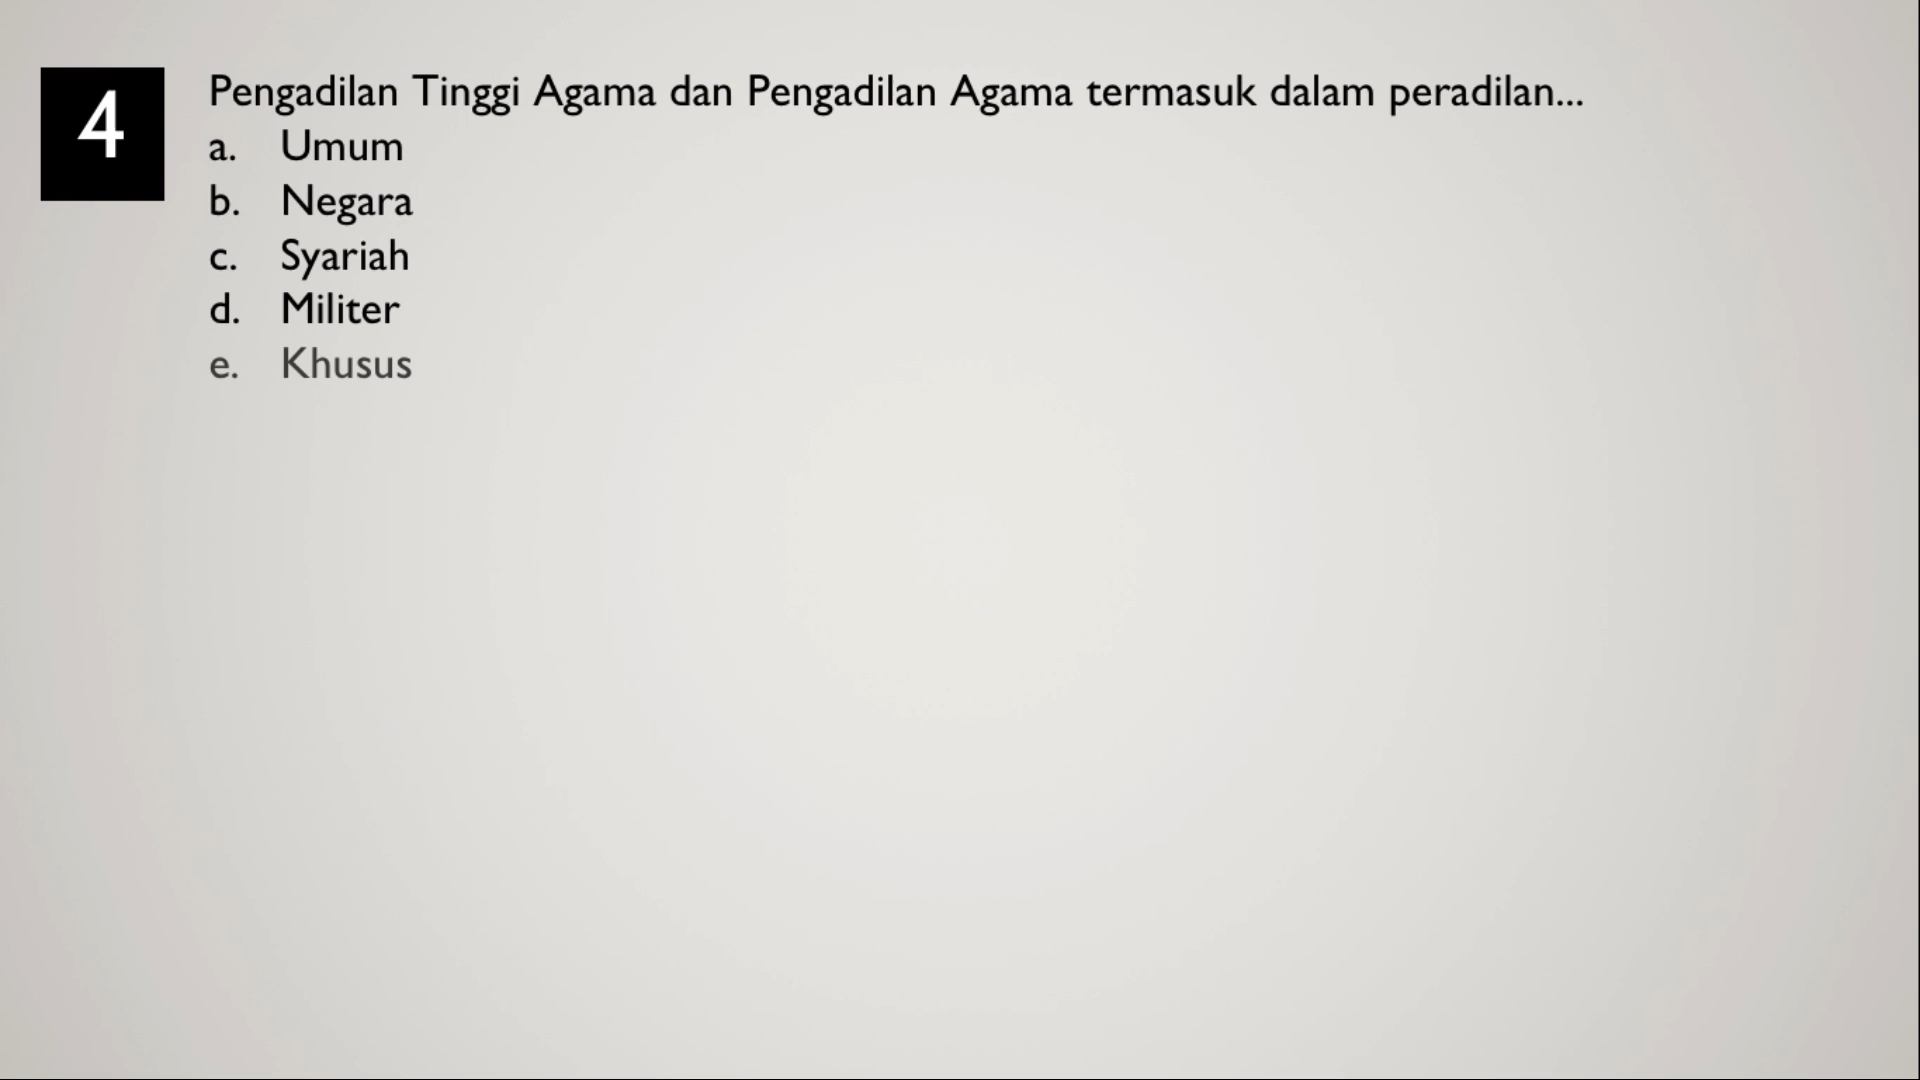 4
Pengadilan Tinggi Agama dan Pengadilan Agama termasuk dalam peradilan...
a. Umum
b. Negara
c. Syariah
d. Militer
e. Khusus